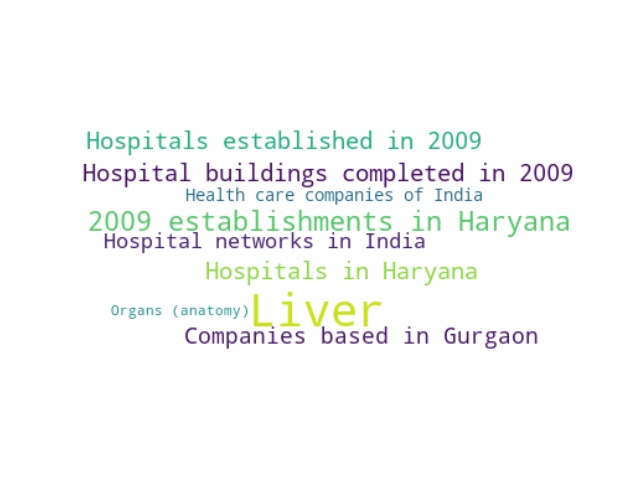 Hospitals established in 2009
Hospital buildings completed in 2009
Health care companies of India
2009 establishments in Haryana
Hospital networks in India
Hospitals in Haryana
Organs (anatomy)
Liver
Companies based in Gurgaon